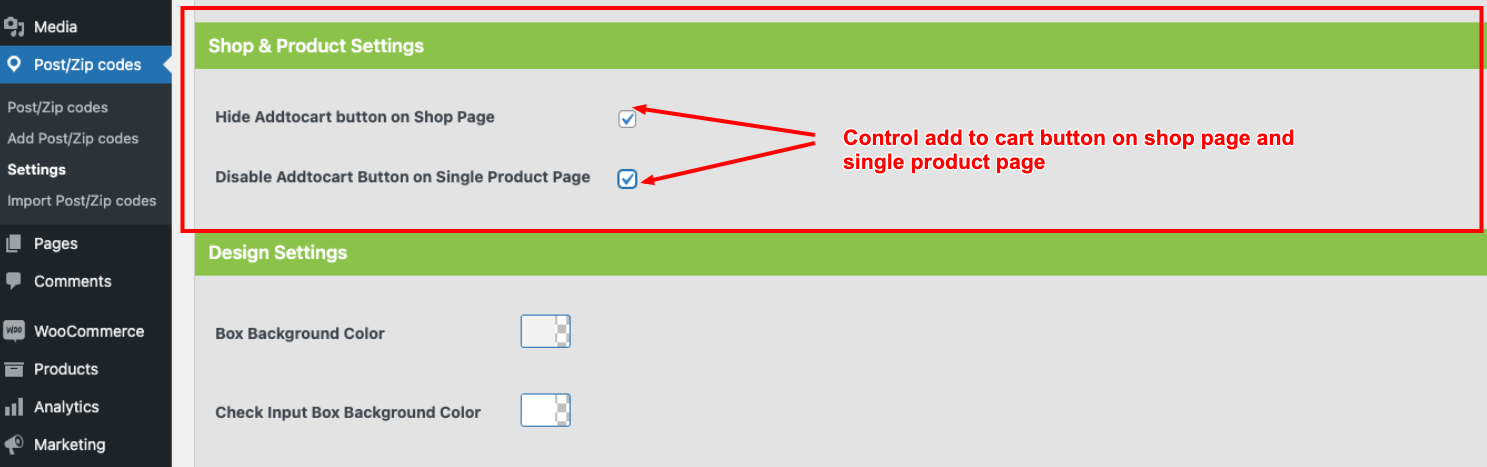 Media
Post/Zip codes
Post/Zip codes
Add Post/Zip codes
Settings
Import Post/Zip codes
Pages
Comments
WOO
WooCommerce
Products
Analytics
Marketing
Shop & Product Settings
Hide Addtocart button on Shop Page
Disable Addtocart Button on Single Product Page
Control add to cart button on shop page and
single product page
Design Settings
Box Background Color
Check Input Box Background Color